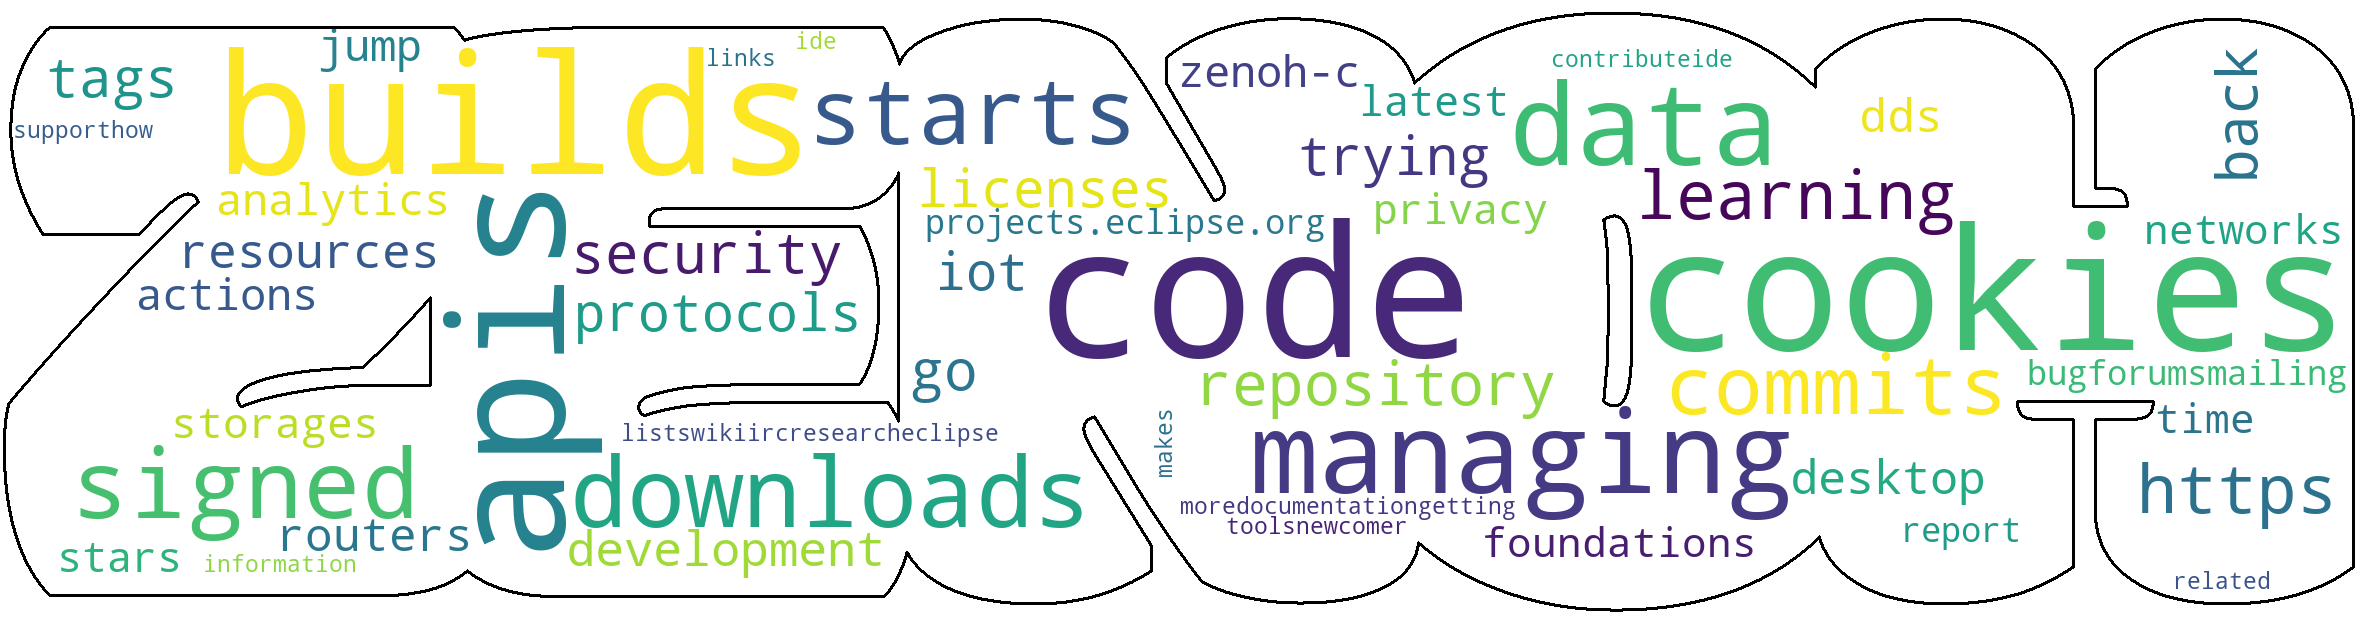 jump
links
ide
tags
builds
starts
zenoh-c
contributeide
latest
data
dds
back
supporthow
trying
analytics
licenses
learning
privacy
projects.eclipse.org
networks
resources
apis
security
iot
code
cookies
actions
protocols
go
repository
commits
bugforumsmailing
storages
listswikiircresearcheclipse
makes
managing
time
signed
downloads
desktop
https
moredocumentationgetting
toolsnewcomer
routers
development
foundations
report
stars
information
related